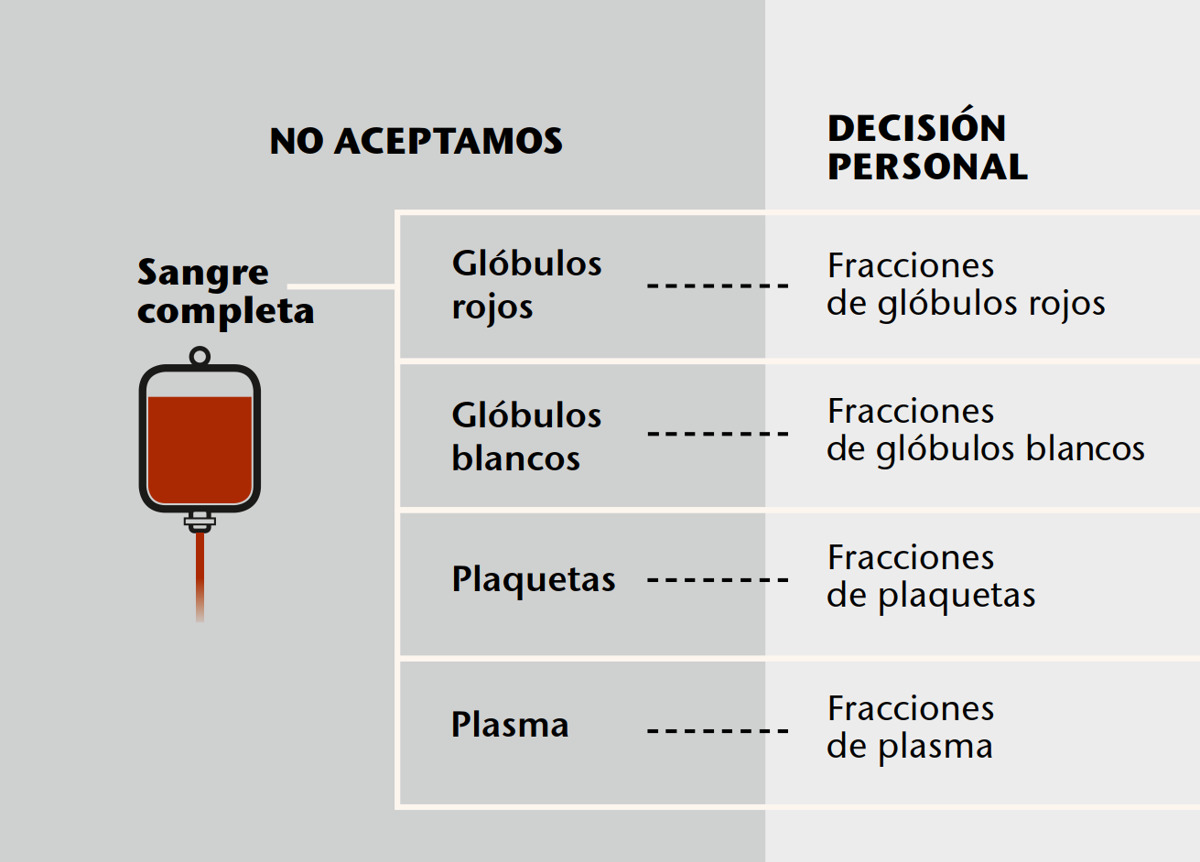 NO ACEPTAMOS
DECISIÓN
PERSONAL
Sangre
completa
Glóbulos
rojos
Fracciones
de glóbulos rojos
Glóbulos
blancos
Fracciones
de glóbulos blancos
Plaquetas
Fracciones
de plaquetas
Plasma
Fracciones
de plasma